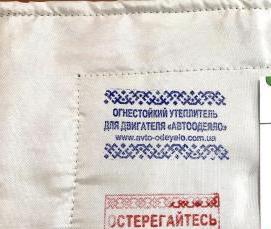 ОГНЕСТОЙКИЙ УТЕПЛИТЕЛЬ
ДЛЯ ДВИГАТЕЛЯ «АВТООДЕЯЛО»
www.avto-odeyalo.com.ua
ОСТЕРЕГАЙТЕСЬ